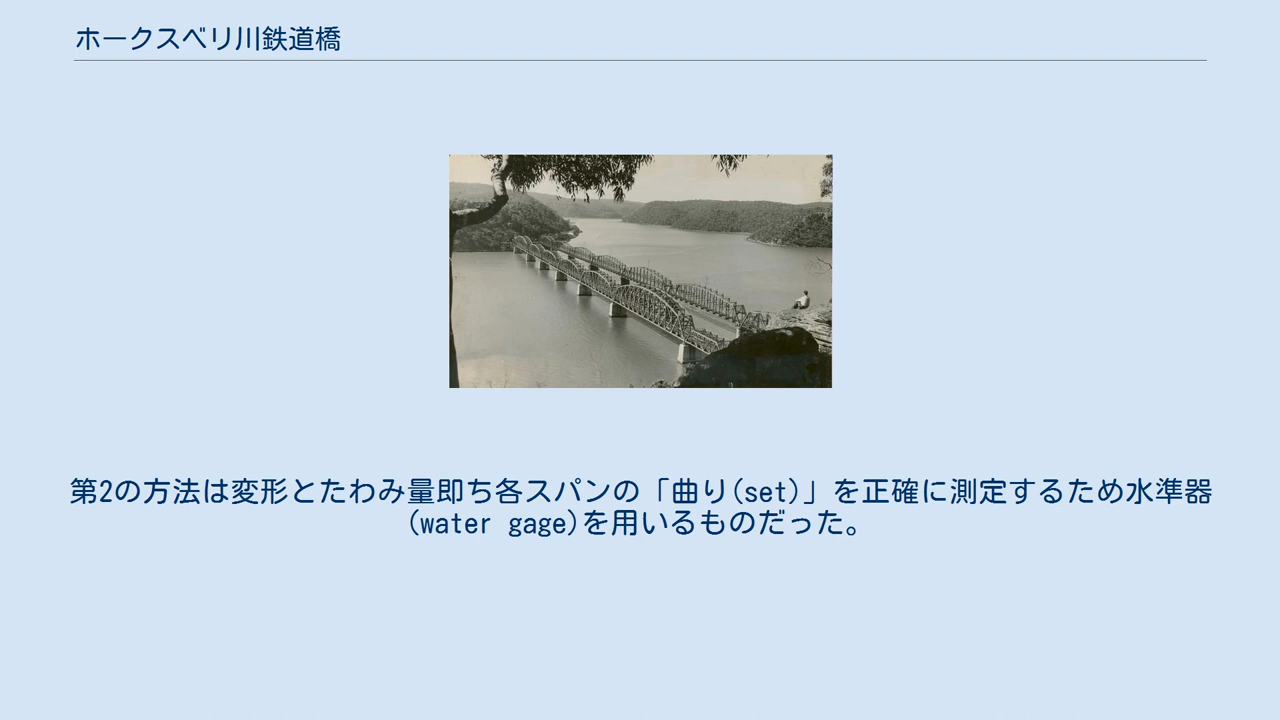 ホークスベリ川鉄道橋
第2の方法は変形とたわみ量即ち各スパンの「曲り(set)」を正確に測定するため水準器
(water gage)を用いるものだった。